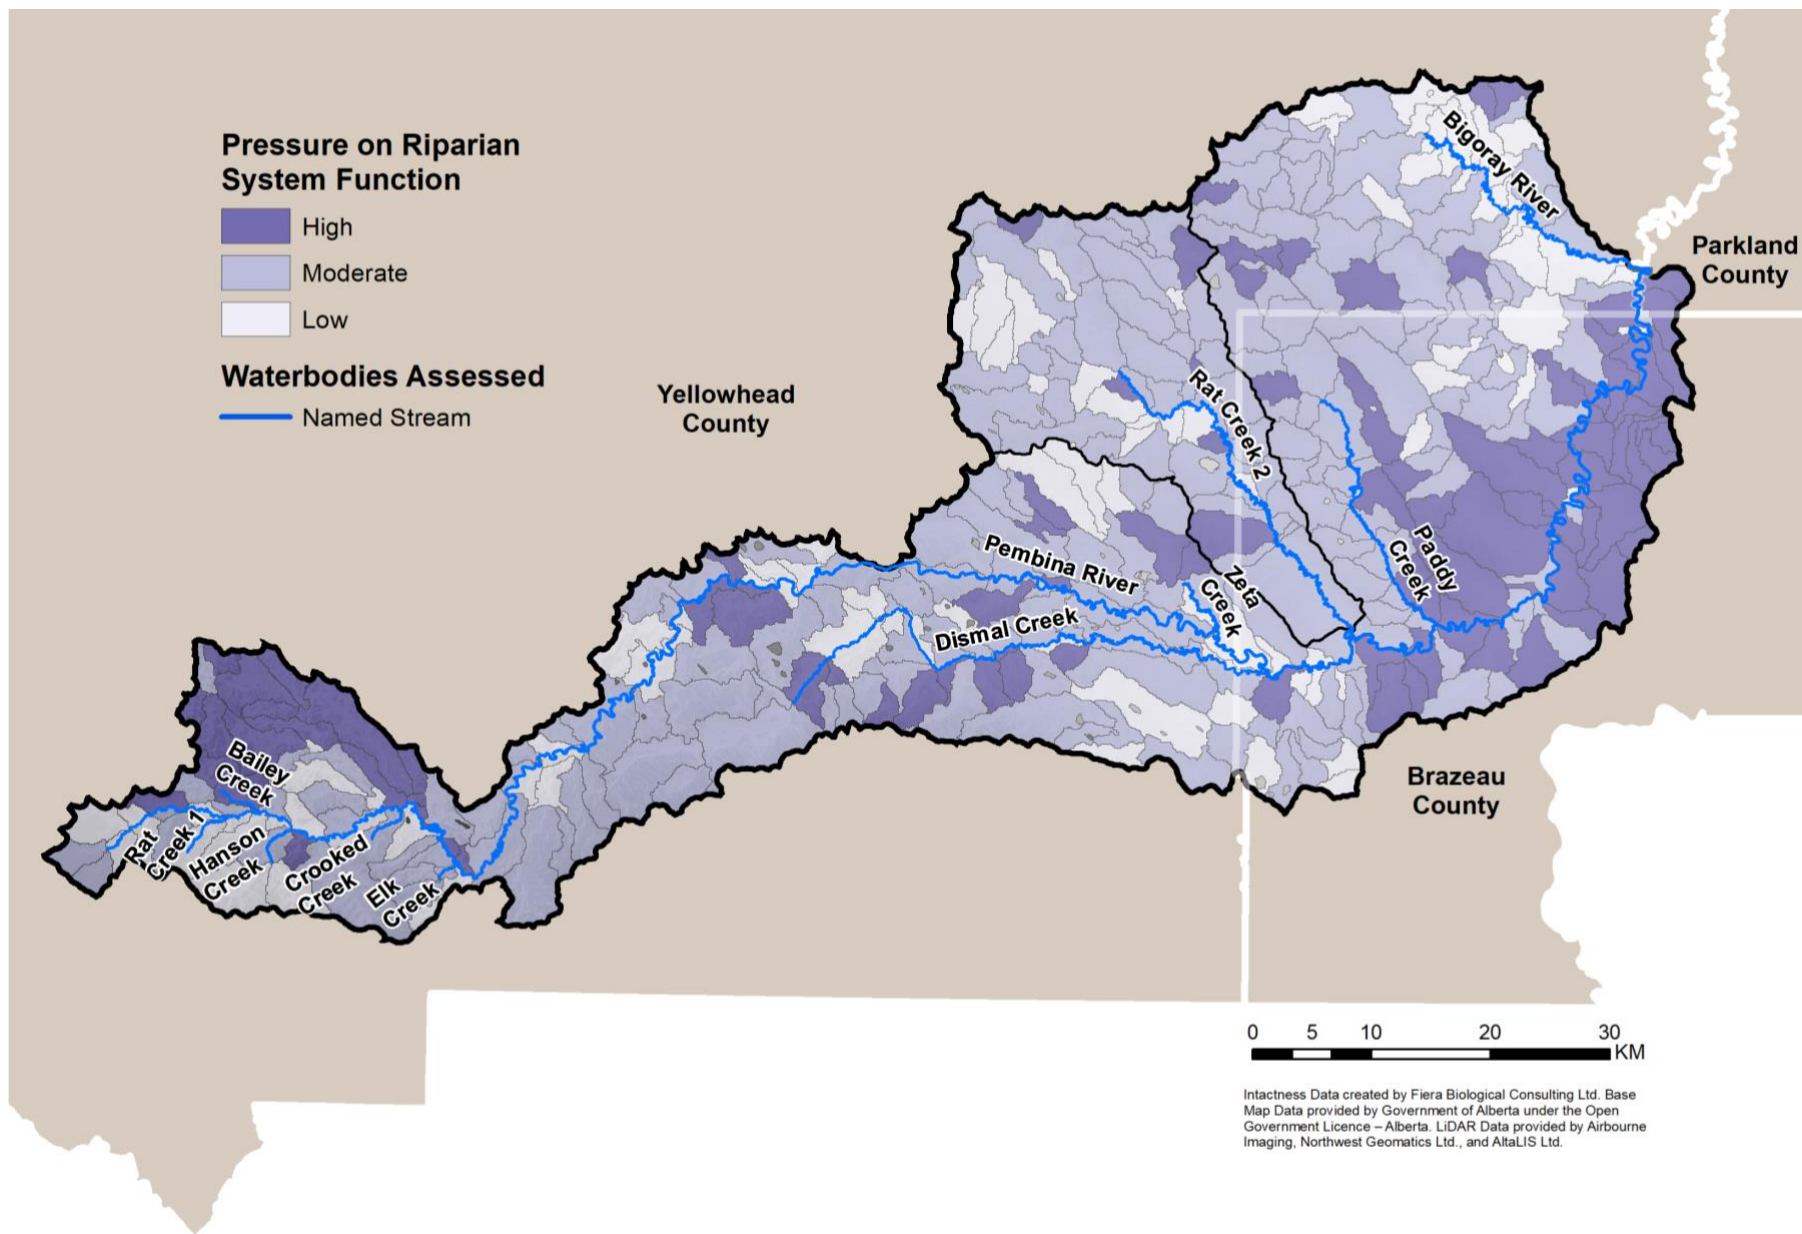 Pressure on Riparian
System Function
High
Moderate
Low
Waterbodies Assessed
Named Stream
Yellowhead
County
Parkland
County
Brazeau
County
Bigoray River
Rat Creek 2
Paddy
Creek
Pembina River
Zeta
Creek
Dismal Creek
Bailey
Creek
Rat
Creek 1
Hanson
Creek
Crooked
Creek
Elk
Creek
0 5 10 20 30
KM
Intactness Data created by Fiera Biological Consulting Ltd. Base
Map Data provided by Government of Alberta under the Open
Government Licence – Alberta. LiDAR Data provided by Airbourne
Imaging, Northwest Geomatics Ltd., and AltaLIS Ltd.